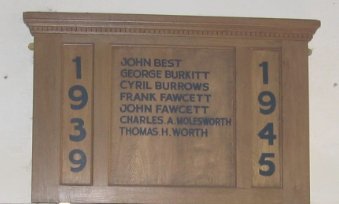 1939
JOHN BEST
GEORGE BURKITT
CYRIL BURROWS
FRANK FAWCETT
JOHN FAWCETT
CHARLES A. MOLESWORTH
THOMAS H. WORTH
1945